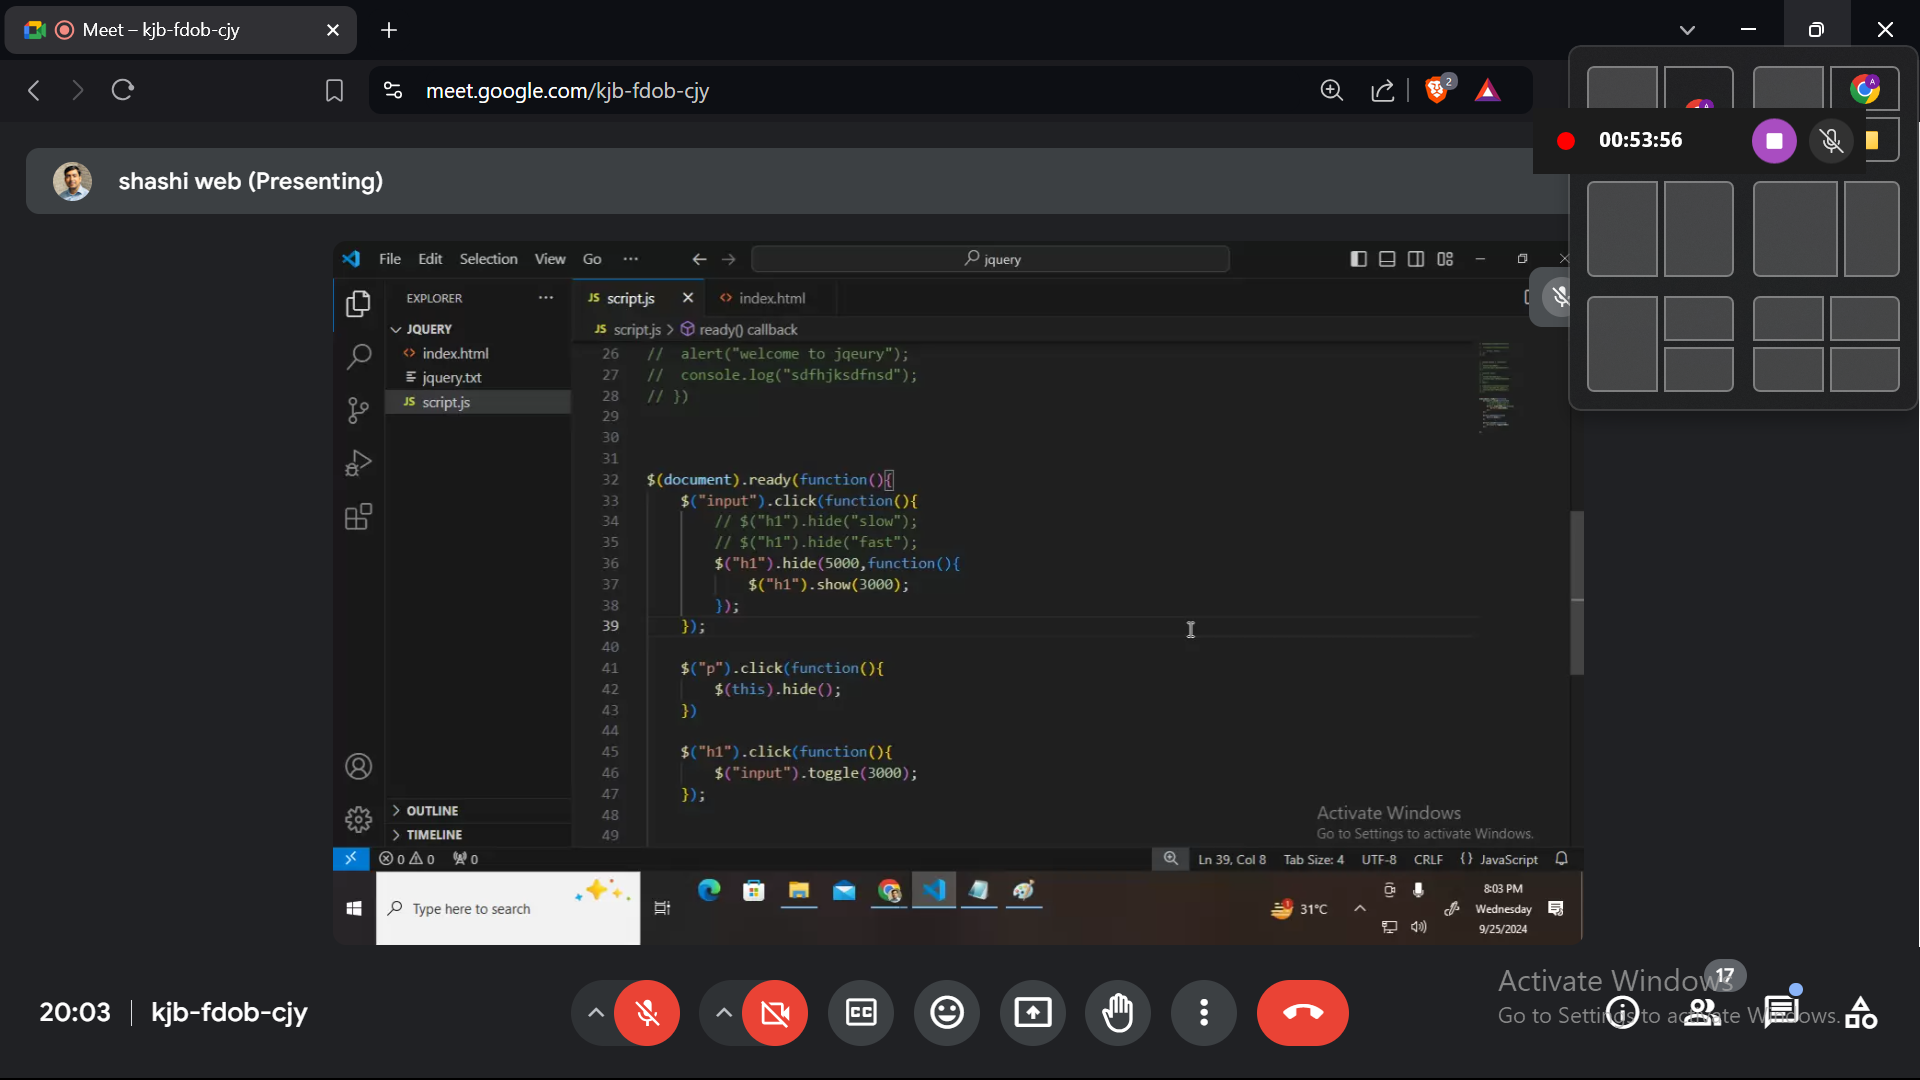 Meet – kjb-fdob-cjy
meet.google.com/kjb-fdob-cjy
2
00:53:56
shashi web (Presenting)
File Edit Selection View Go ···
jquery
EXPLORER ···
JS script.js
<> index.html
JS script.js > ready() callback
JQUERY
<> index.html
jquery.txt
JS script.js
26 //  alert("welcome to jqeury");
27 //  console.log("sdfhjksdfnsd");
28 // })
29
30
31
32 $(document).ready(function(){
33     $("input").click(function(){
34         // $("h1").hide("slow");
35         // $("h1").hide("fast");
36         $("h1").hide(5000,function(){
37             $("h1").show(3000);
38         });
39     });
40
41     $("p").click(function(){
42         $(this).hide();
43     })
44
45     $("h1").click(function(){
46         $("input").toggle(3000);
47     });
48
49
OUTLINE
TIMELINE
Activate Windows
Go to Settings to activate Windows.
0 0 0
Ln 39, Col 8 Tab Size: 4 UTF-8 CRLF {} JavaScript
Type here to search
31°C
8:03 PM
Wednesday
9/25/2024
20:03 | kjb-fdob-cjy
CC
17
Activate Windows
Go to Settings to activate Windows.